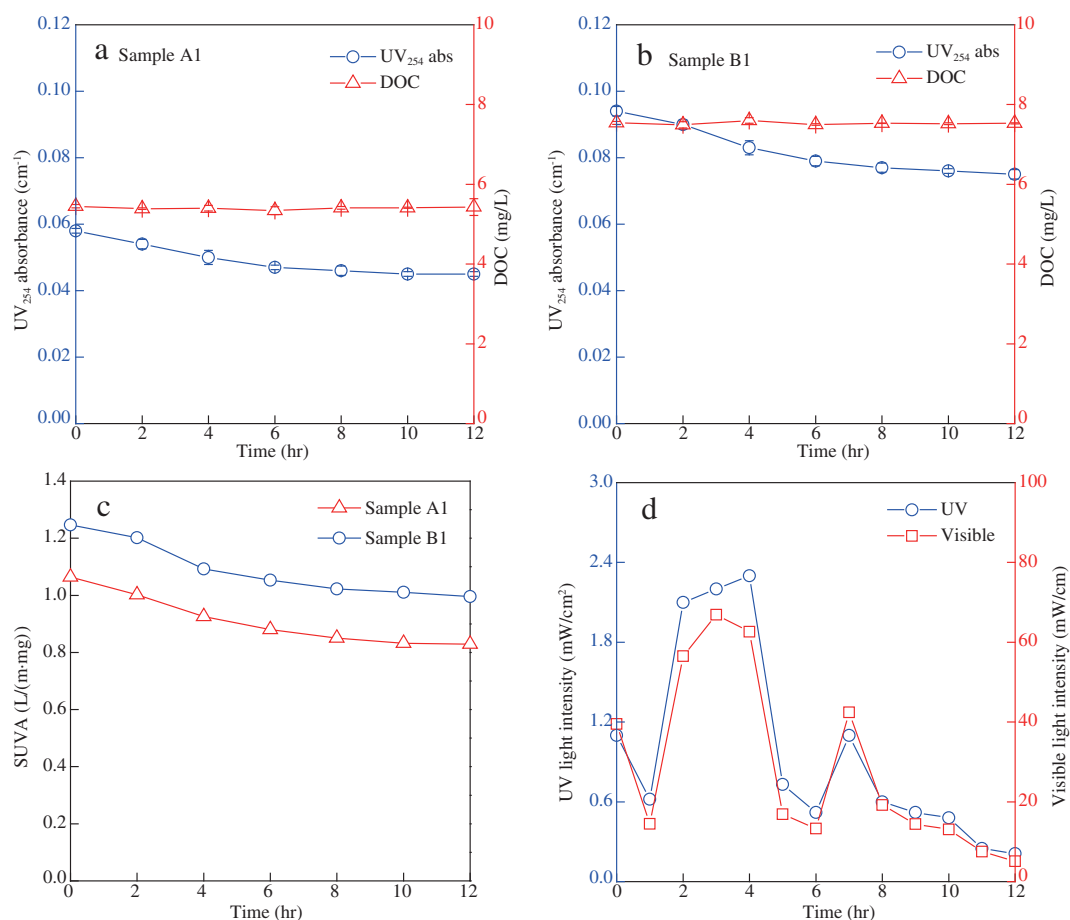 a Sample A1
UV254 abs
DOC
0.12
0.10
0.08
0.06
0.04
0.02
0.00
UV254 absorbance (cm-1)
10
8
6
4
2
0
DOC (mg/L)
0 2 4 6 8 10 12
Time (hr)
b Sample B1
UV254 abs
DOC
0.12
0.10
0.08
0.06
0.04
0.02
0.00
UV254 absorbance (cm-1)
10
8
6
4
2
0
DOC (mg/L)
0 2 4 6 8 10 12
Time (hr)
c
Sample A1
Sample B1
1.4
1.2
1.0
0.8
0.6
0.4
0.2
0.0
SUVA (L/(m·mg))
0 2 4 6 8 10 12
Time (hr)
d
UV
Visible
3.0
2.4
1.8
1.2
0.6
0.0
UV light intensity (mW/cm2)
100
80
60
40
20
0
Visible light intensity (mW/cm)
0 2 4 6 8 10 12
Time (hr)